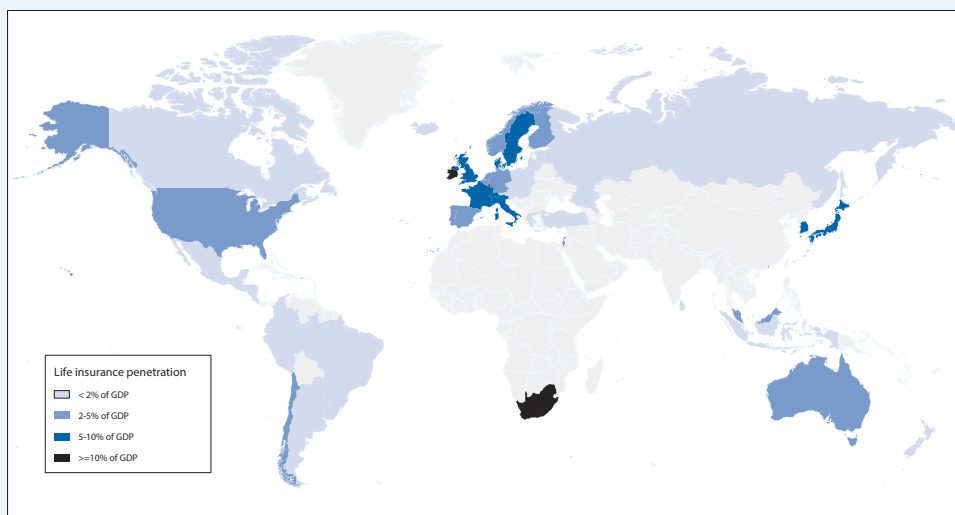 Life insurance penetration
< 2% of GDP
2-5% of GDP
5-10% of GDP
>=10% of GDP